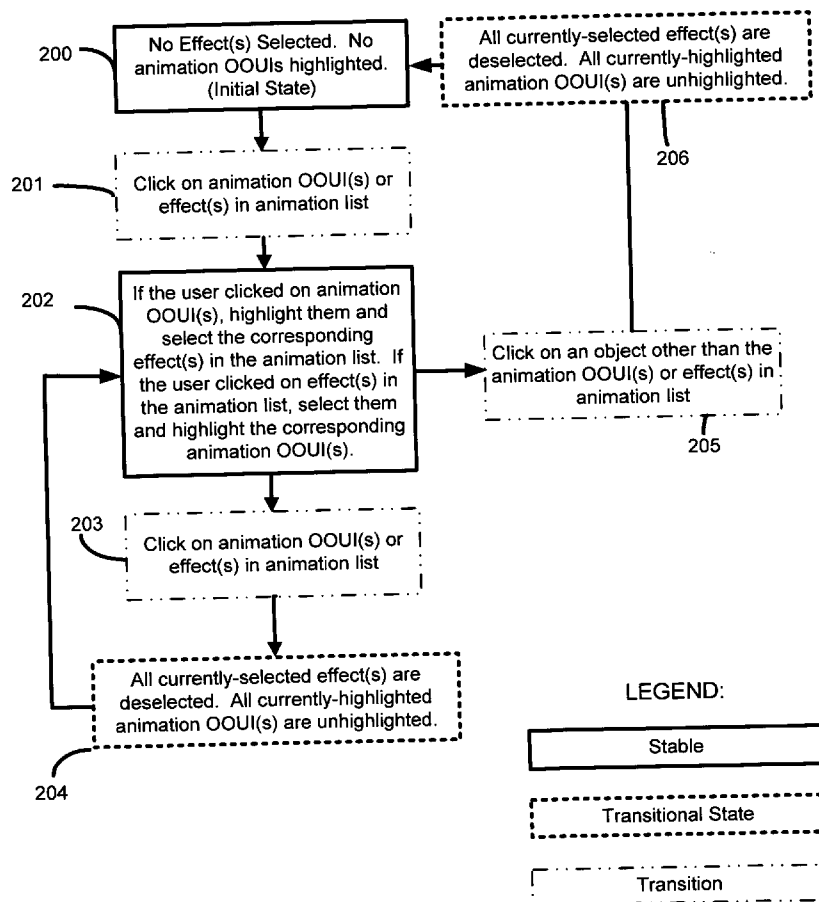 200
No Effect(s) Selected. No
animation OOUIs highlighted.
(Initial State)
All currently-selected effect(s) are
deselected. All currently-highlighted
animation OOUI(s) are unhighlighted.
206
201
Click on animation OOUI(s) or
effect(s) in animation list
202
If the user clicked on animation
OOUI(s), highlight them and
select the corresponding
effect(s) in the animation list. If
the user clicked on effect(s) in
the animation list, select them
and highlight the corresponding
animation OOUI(s).
Click on an object other than the
animation OOUI(s) or effect(s) in
animation list
205
203
Click on animation OOUI(s) or
effect(s) in animation list
All currently-selected effect(s) are
deselected. All currently-highlighted
animation OOUI(s) are unhighlighted.
204
LEGEND:
Stable
Transitional State
Transition